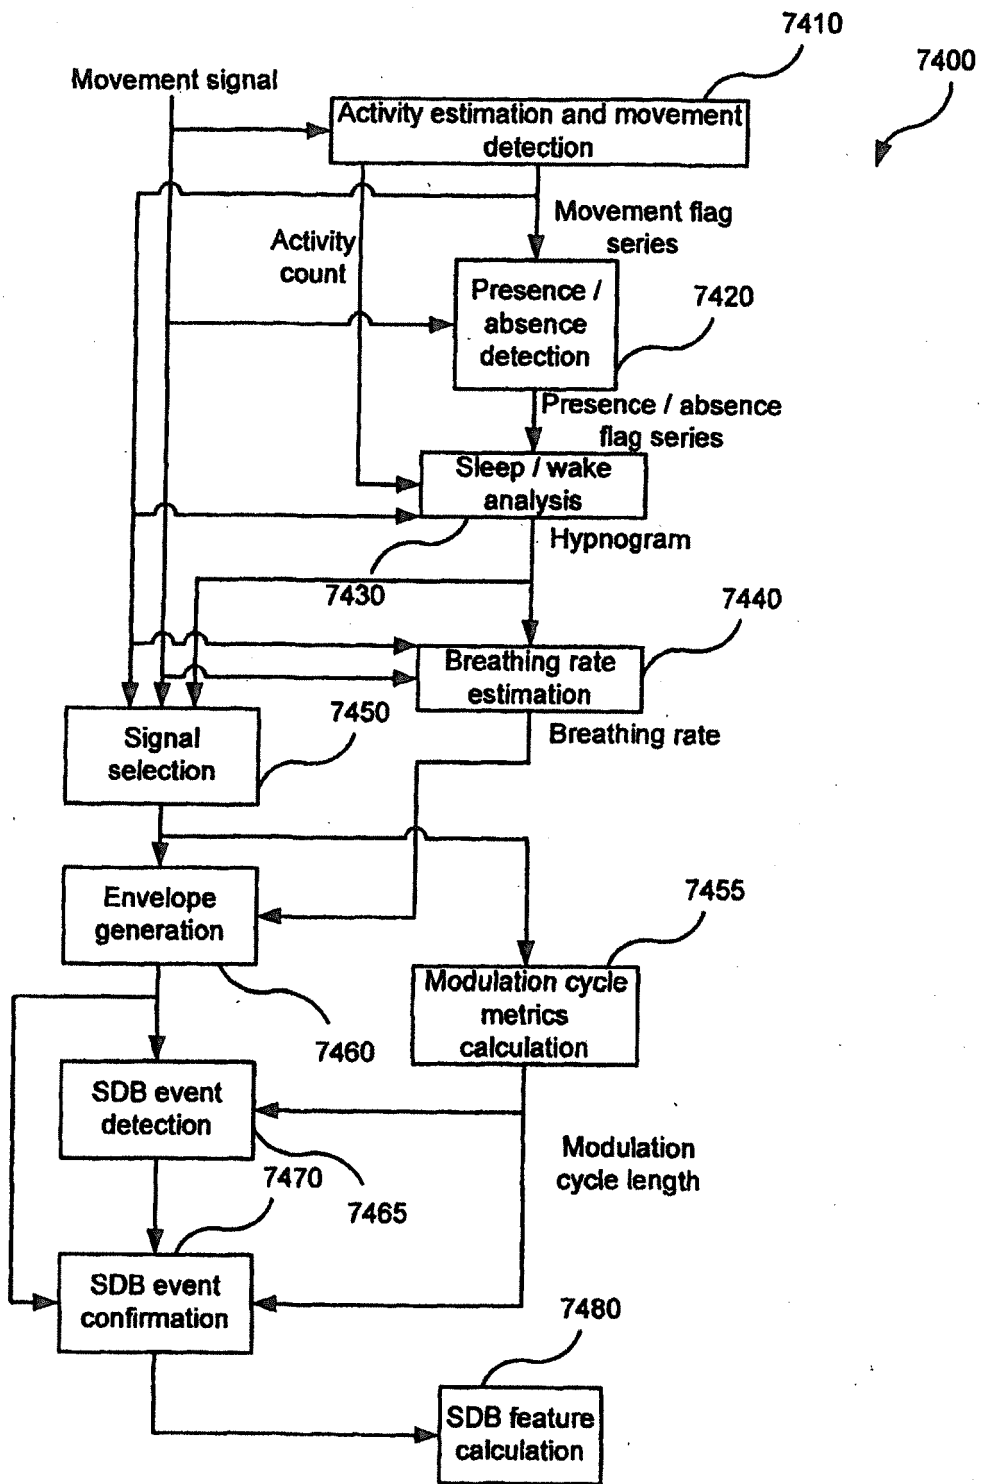 7410
7400
Movement signal
Activity estimation and movement
detection
Movement flag
series
Activity
count
Presence /
absence
detection
7420
Presence / absence
flag series
Sleep / wake
analysis
Hypnogram
7430
7440
Breathing rate
estimation
Breathing rate
7450
Signal
selection
Envelope
generation
7455
Modulation cycle
metrics
calculation
7460
SDB event
detection
Modulation
cycle length
7470
7465
SDB event
confirmation
7480
SDB feature
calculation